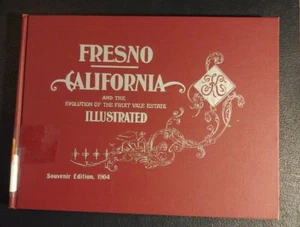 FRESNO
CALIFORNIA
AND THE
EVOLUTION OF THE FRUIT VALE ESTATE
ILLUSTRATED
Souvenir Edition, 1904